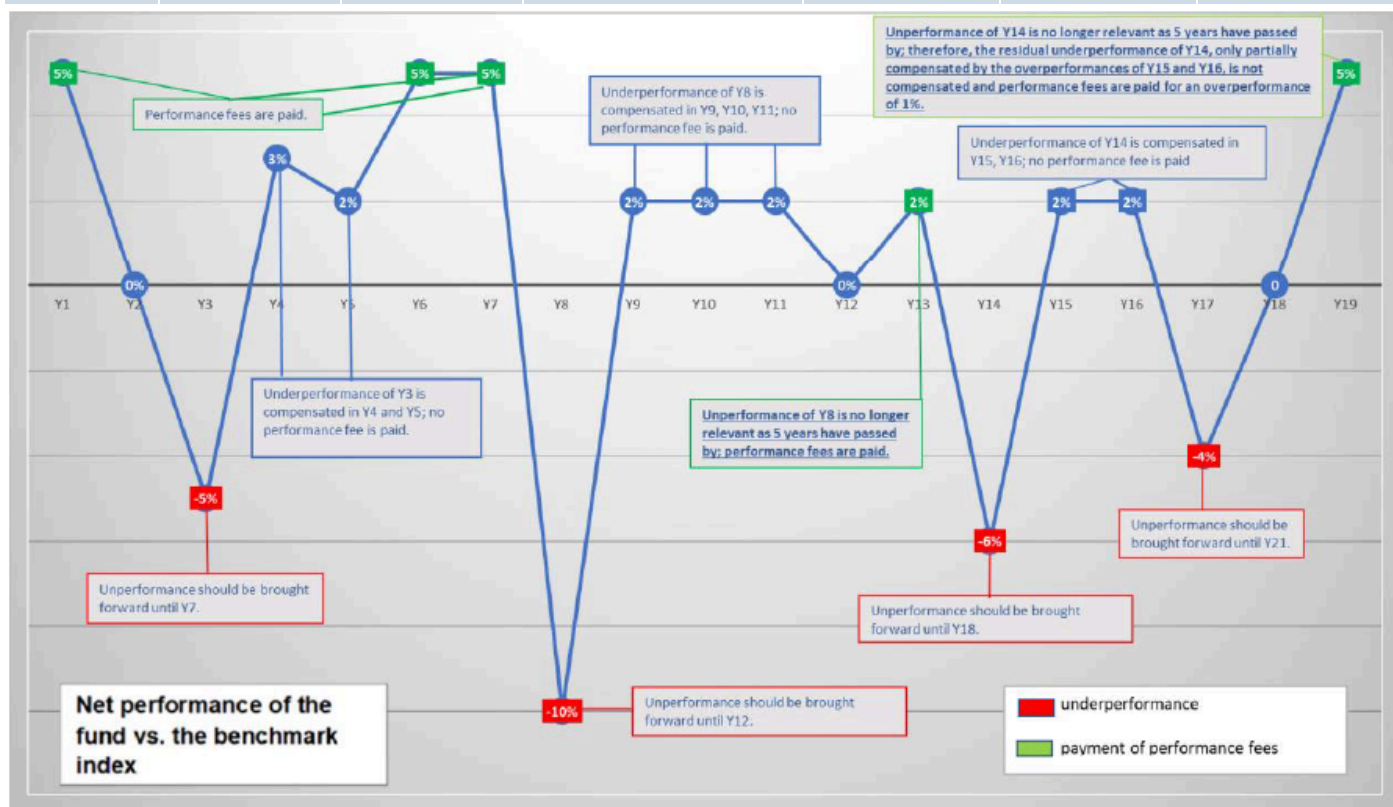 Unperformance of Y14 is no longer relevant as 5 years have passed
by; therefore, the residual underperformance of Y14, only partially
compensated by the overperformances of Y15 and Y16, is not
compensated and performance fees are paid for an overperformance
of 1%.
5%
5%
5%
5%
Performance fees are paid.
Underperformance of Y8 is
compensated in Y9, Y10, Y11; no
performance fee is paid.
Underperformance of Y14 is compensated in
Y15, Y16; no performance fee is paid
3%
2%
2%
2%
2%
2%
2%
2%
0%
0%
0
Y1
Y2
Y3
Y4
Y5
Y6
Y7
Y8
Y9
Y10
Y11
Y12
Y13
Y14
Y15
Y16
Y17
Y18
Y19
Underperformance of Y3 is
compensated in Y4 and Y5; no
performance fee is paid.
Unperformance of Y8 is no longer
relevant as 5 years have passed
by; performance fees are paid.
-4%
-5%
-6%
Unperformance should be
brought forward until Y21.
Unperformance should be brought
forward until Y7.
Unperformance should be brought
forward until Y18.
-10%
Unperformance should be brought
forward until Y12.
Net performance of the
fund vs. the benchmark
index
underperformance
payment of performance fees